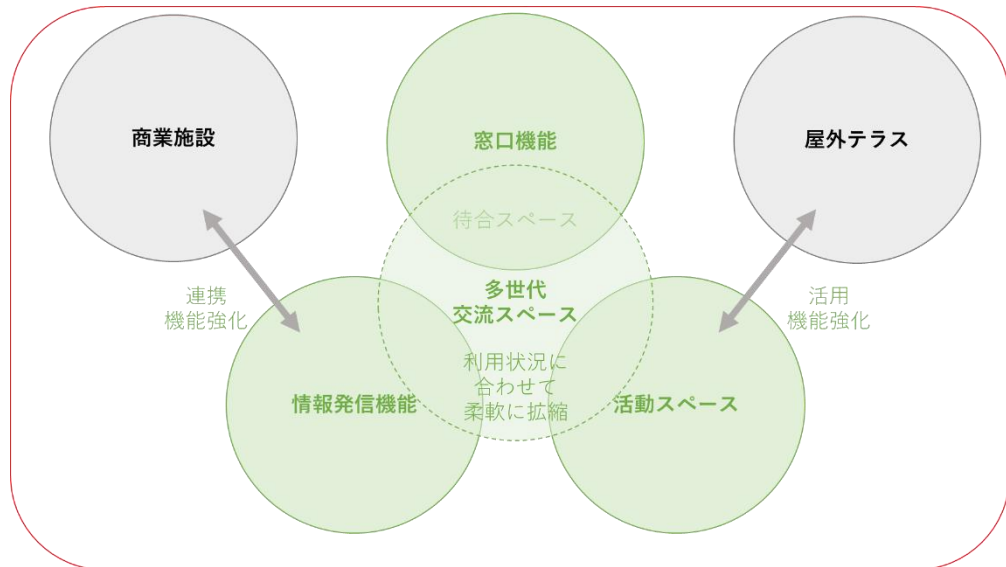 商業施設
窓口機能
屋外テラス
待合スペース
多世代
交流スペース
連携
機能強化
活用
機能強化
利用状況に
合わせて
柔軟に拡縮
情報発信機能
活動スペース